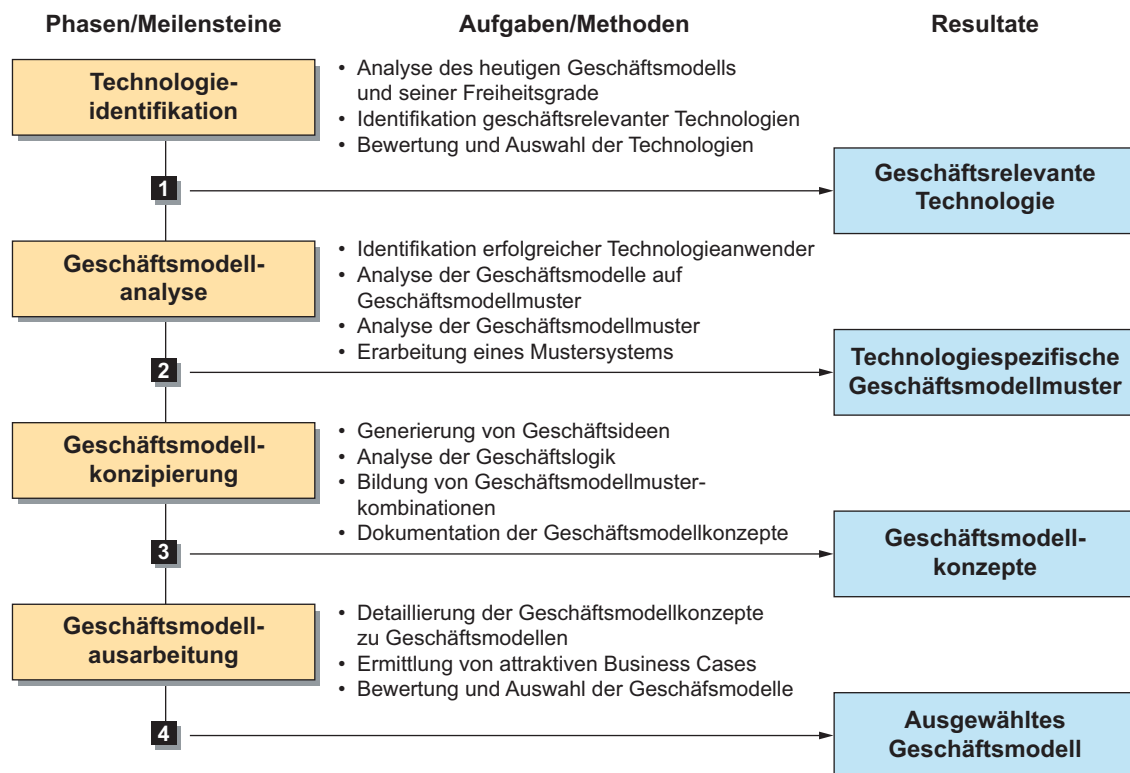 Phasen/Meilensteine
Aufgaben/Methoden
Resultate
Technologie-
identifikation
• Analyse des heutigen Geschäftsmodells
und seiner Freiheitsgrade
• Identifikation geschäftsrelevanter Technologien
• Bewertung und Auswahl der Technologien
1
Geschäftsrelevante
Technologie
Geschäftsmodell-
analyse
• Identifikation erfolgreicher Technologieanwender
• Analyse der Geschäftsmodelle auf
Geschäftsmodellmuster
• Analyse der Geschäftsmodellmuster
• Erarbeitung eines Mustersystems
2
Technologiespezifische
Geschäftsmodellmuster
Geschäftsmodell-
konzipierung
• Generierung von Geschäftsideen
• Analyse der Geschäftslogik
• Bildung von Geschäftsmodellmuster-
kombinationen
• Dokumentation der Geschäftsmodellkonzepte
3
Geschäftsmodell-
konzepte
Geschäftsmodell-
ausarbeitung
• Detaillierung der Geschäftsmodellkonzepte
zu Geschäftsmodellen
• Ermittlung von attraktiven Business Cases
• Bewertung und Auswahl der Geschäfsmodelle
4
Ausgewähltes
Geschäftsmodell